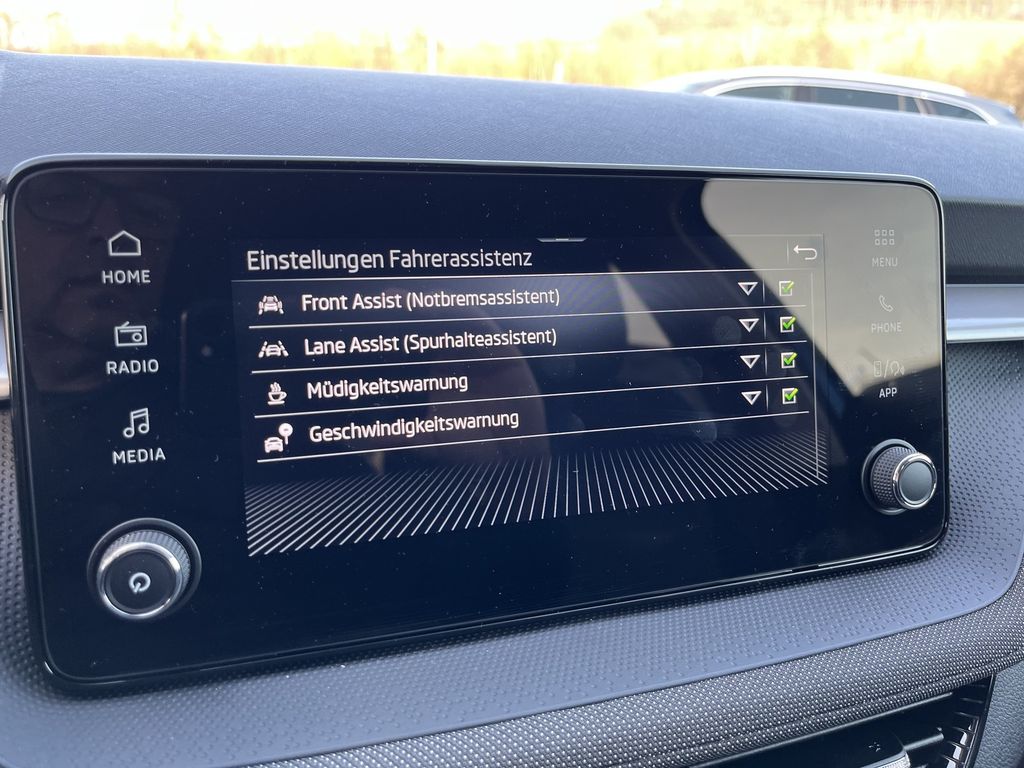 HOME
RADIO
MEDIA
Einstellungen Fahrerassistenz
Front Assist (Notbremsassistent)
Lane Assist (Spurhalteassistent)
Müdigkeitswarnung
Geschwindigkeitswarnung
MENU
PHONE
APP